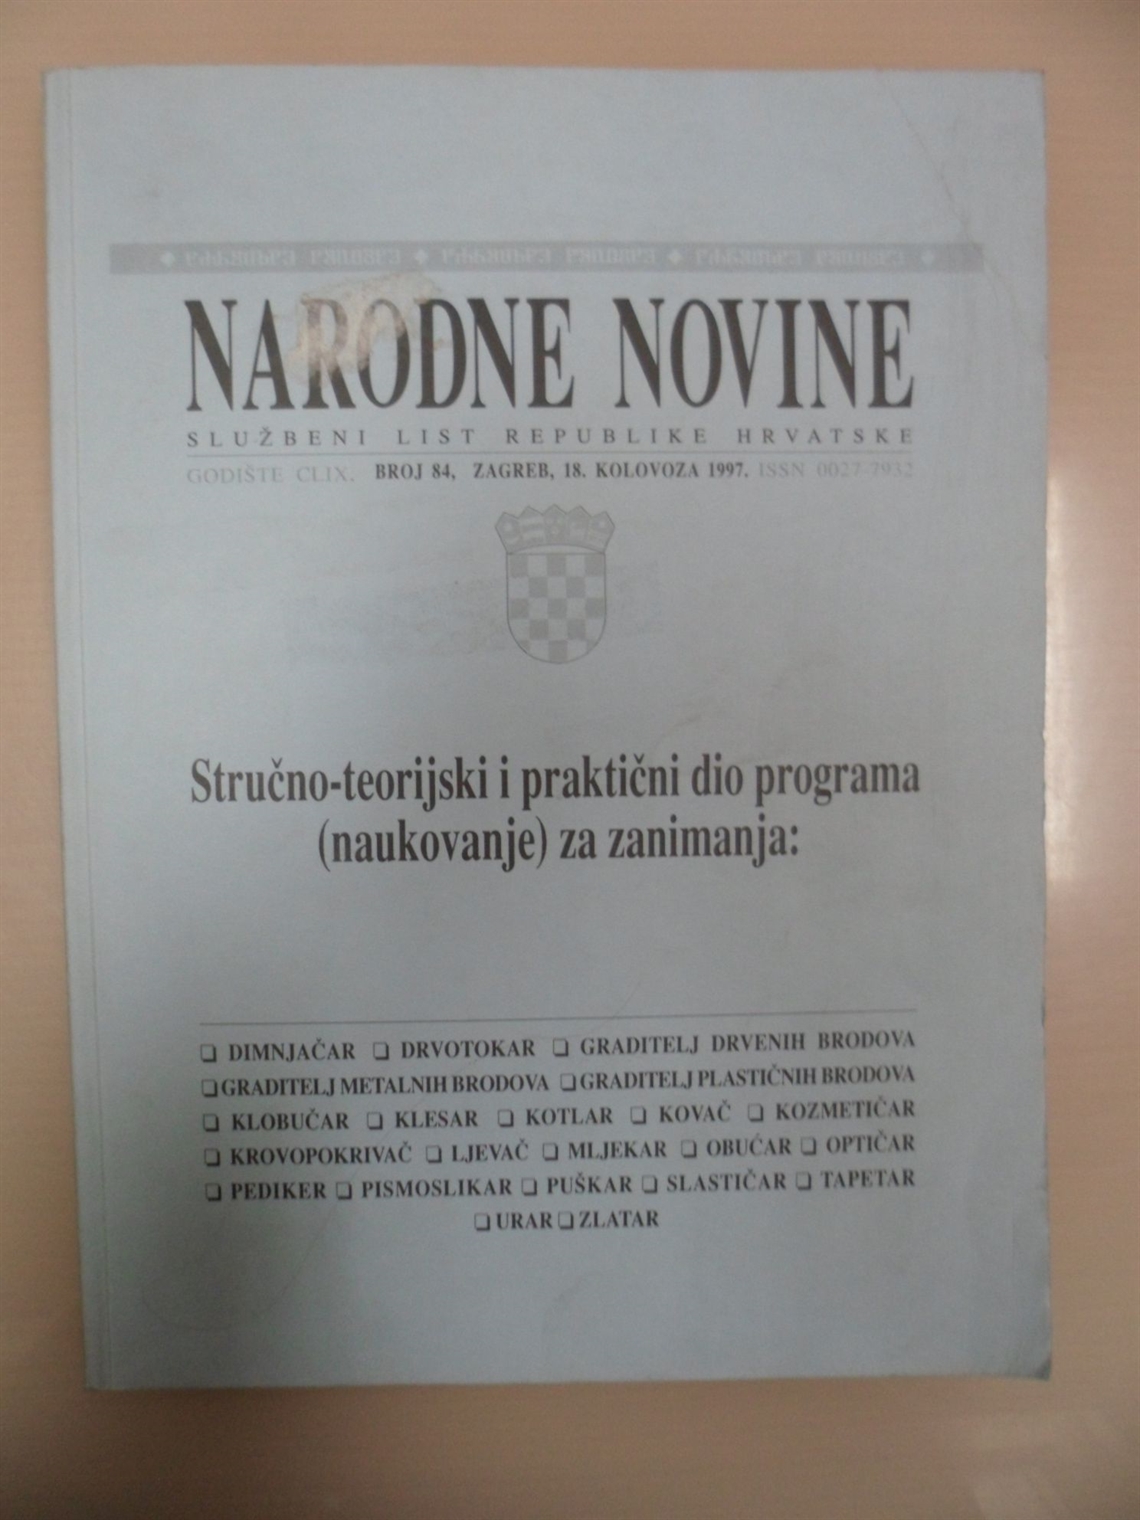 NARODNE NOVINE
SLUŽBENI LIST REPUBLIKE HRVATSKE
GODIŠTE CLIX. BROJ 84, ZAGREB, 18. KOLOVOZA 1997. ISSN 0027-7932
Stručno-teorijski i praktični dio programa
(naukovanje) za zanimanja:
❏ DIMNJAČAR ❏ DRVOTOKAR ❏ GRADITELJ DRVENIH BRODOVA
❏ GRADITELJ METALNIH BRODOVA ❏ GRADITELJ PLASTIČNIH BRODOVA
❏ KLOBUČAR ❏ KLESAR ❏ KOTLAR ❏ KOVAČ ❏ KOZMETIČAR
❏ KROVOPOKRIVAČ ❏ LJEVAČ ❏ MLJEKAR ❏ OBUĆAR ❏ OPTIČAR
❏ PEDIKER ❏ PISMOSLIKAR ❏ PUŠKAR ❏ SLASTIČAR ❏ TAPETAR
❏ URAR ❏ ZLATAR